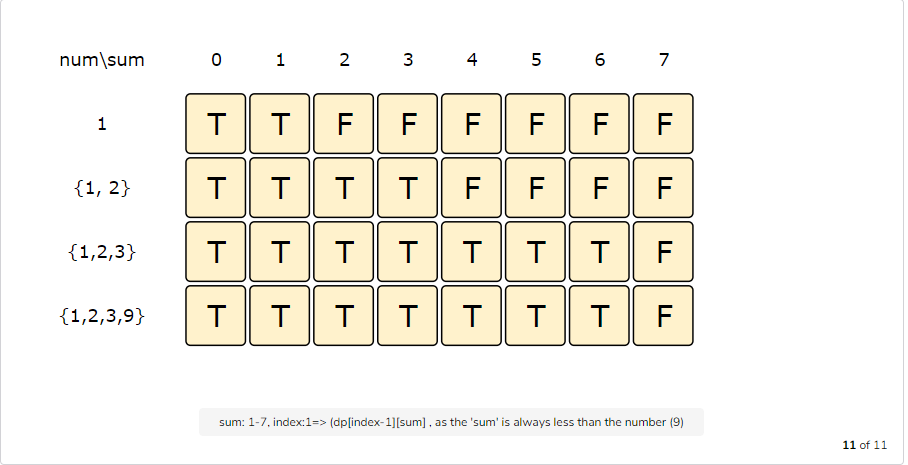 num\sum 0 1 2 3 4 5 6 7
1 T T F F F F F F
{1, 2} T T T T F F F F
{1,2,3} T T T T T T T F
{1,2,3,9} T T T T T T T F
sum: 1-7, index:1=> (dp[index-1][sum] , as the 'sum' is always less than the number (9)
11 of 11